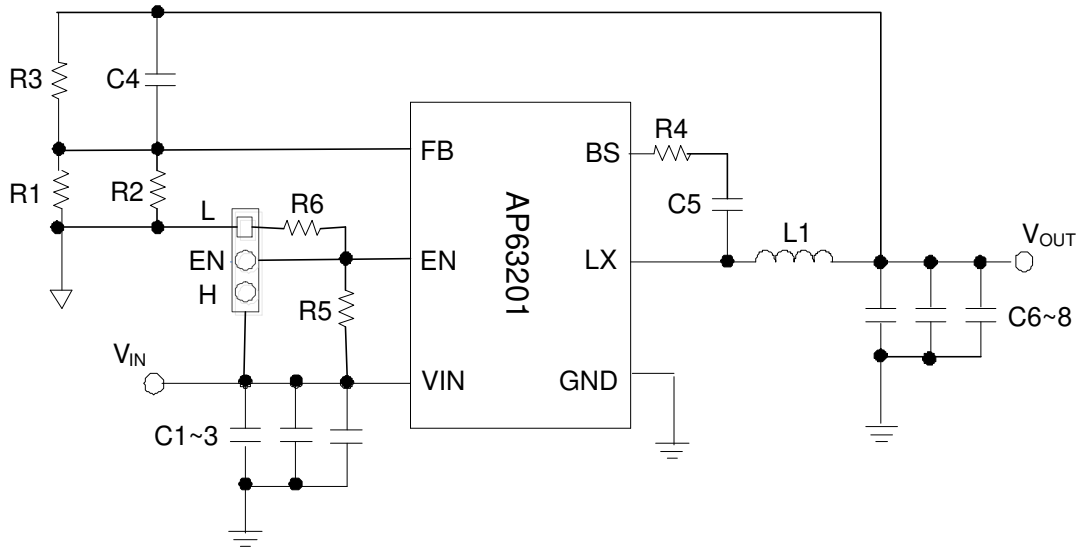 R3
C4
FB
BS
R4
R1
R2
L
R6
C5
AP63201
EN
EN
LX
L1
VOUT
H
R5
C6~8
VIN
VIN
GND
C1~3